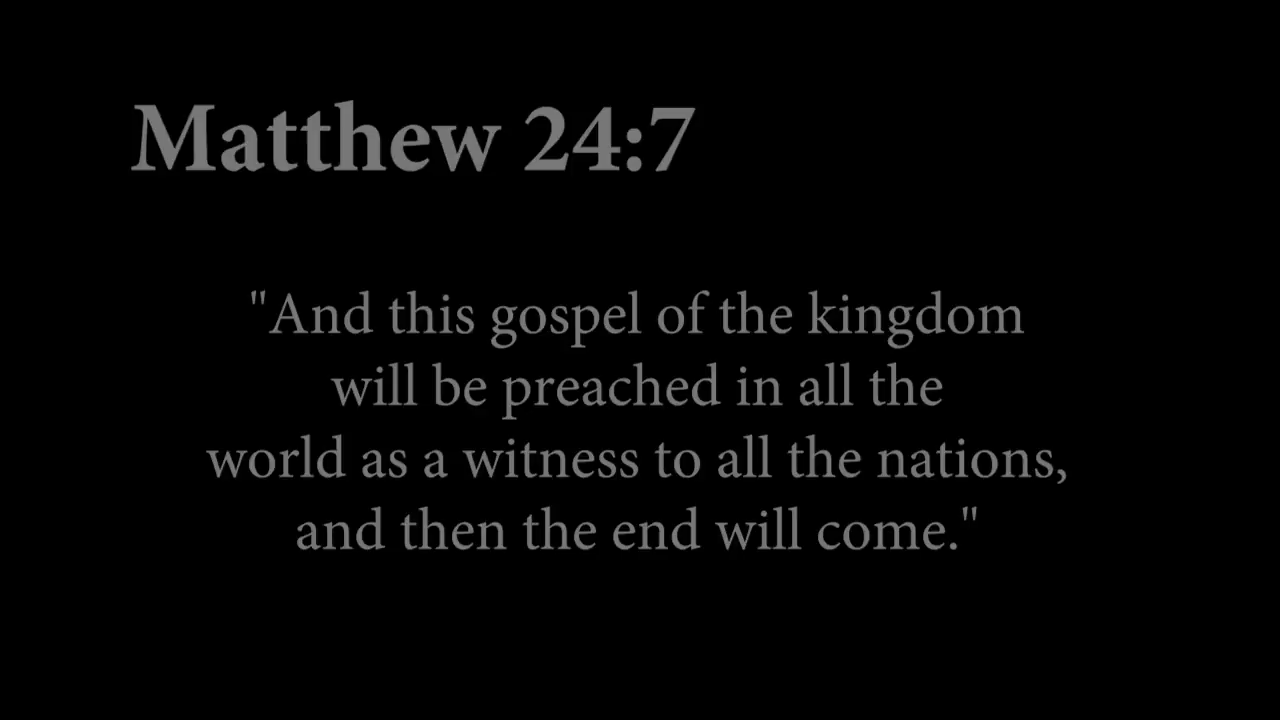 Matthew 24:7
"And this gospel of the kingdom
will be preached in all the
world as a witness to all the nations,
and then the end will come."